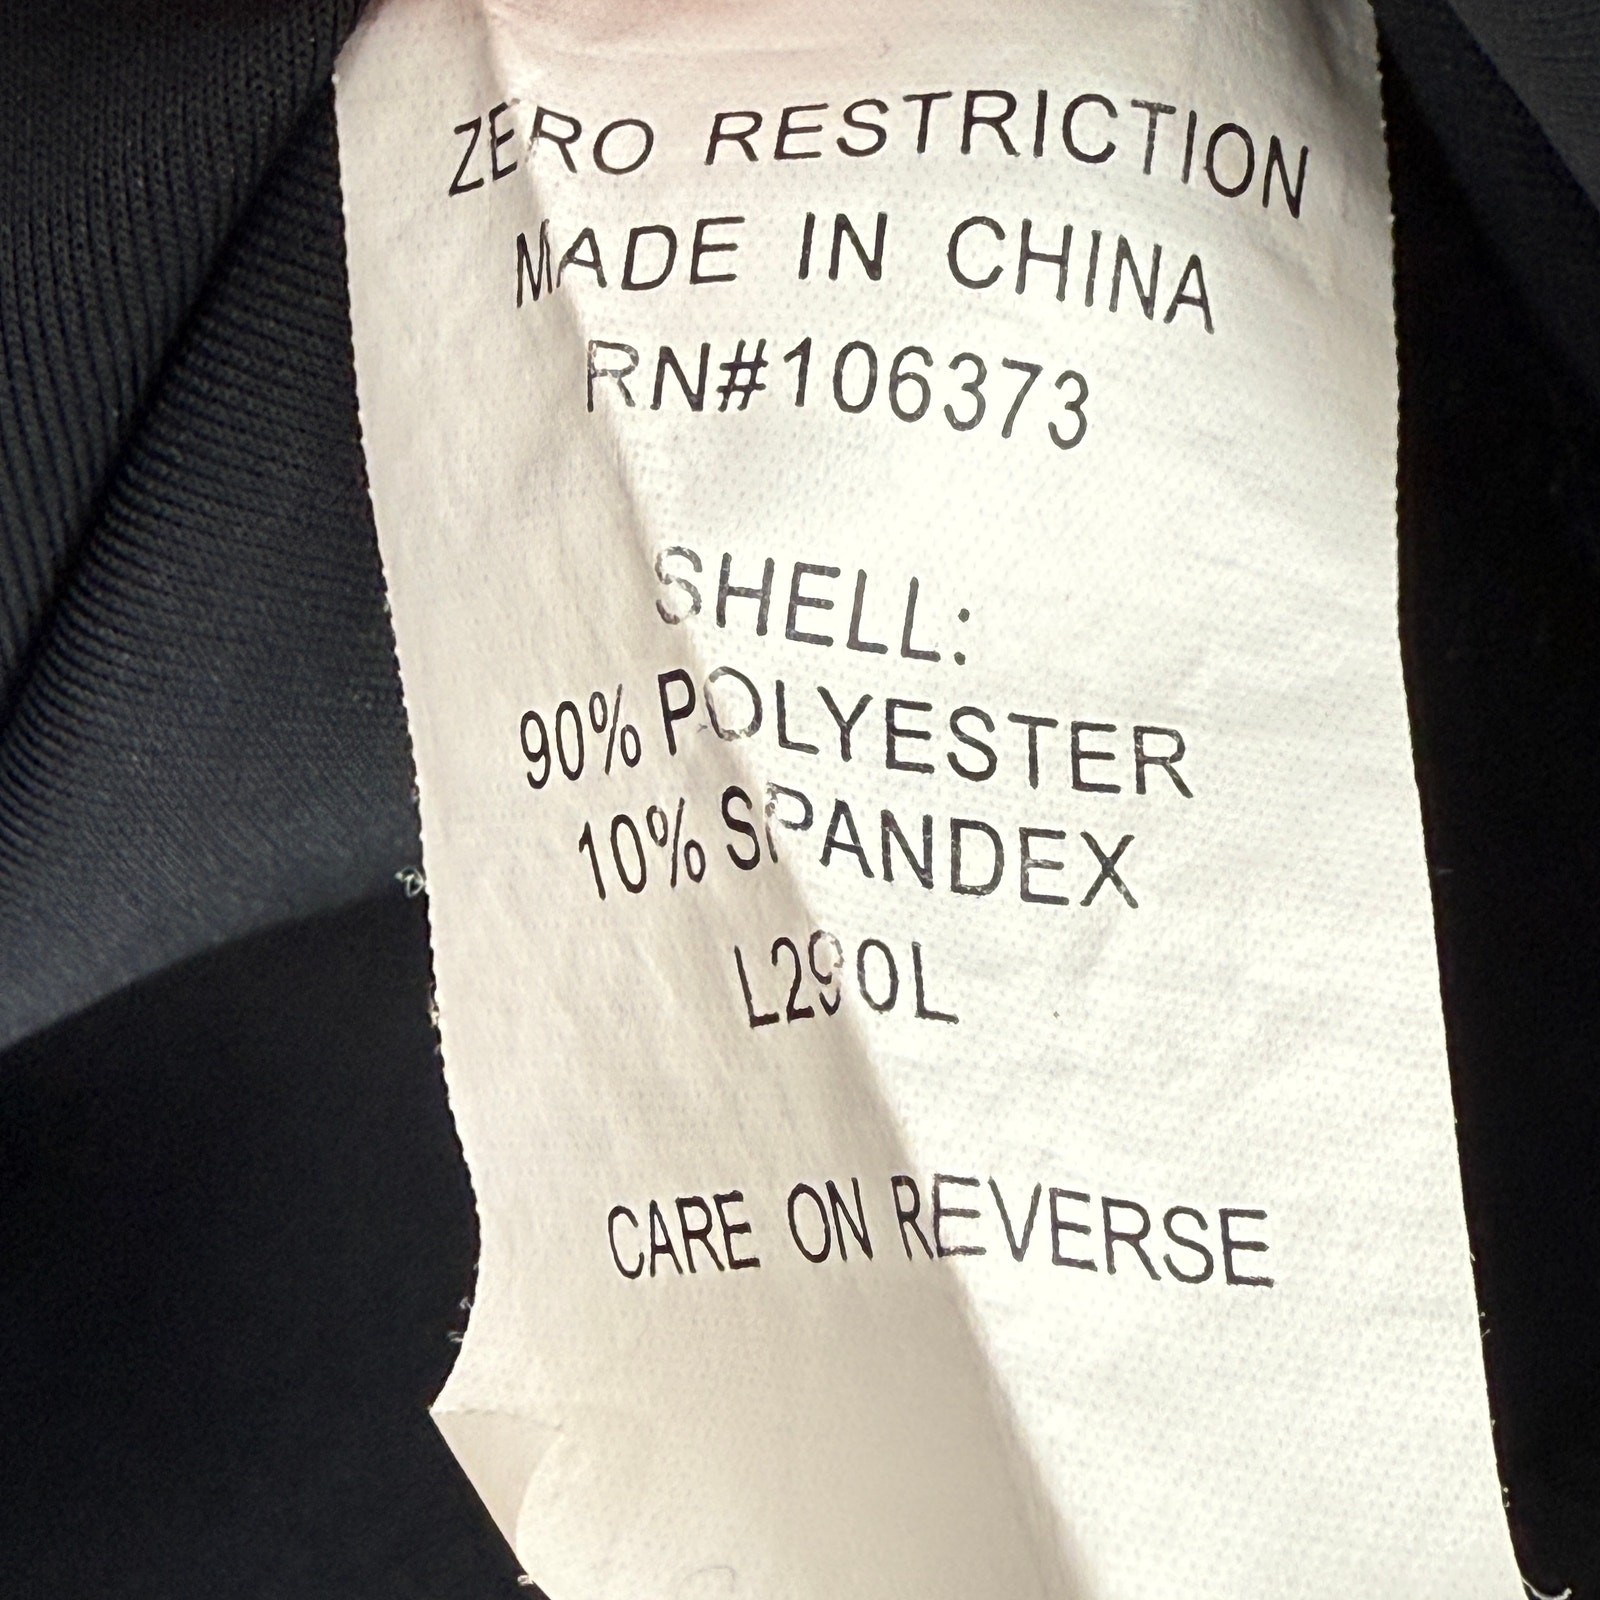 ZERO RESTRICTION
MADE IN CHINA
RN#106373
SHELL:
90% POLYESTER
10% SPANDEX
L290L
CARE ON REVERSE